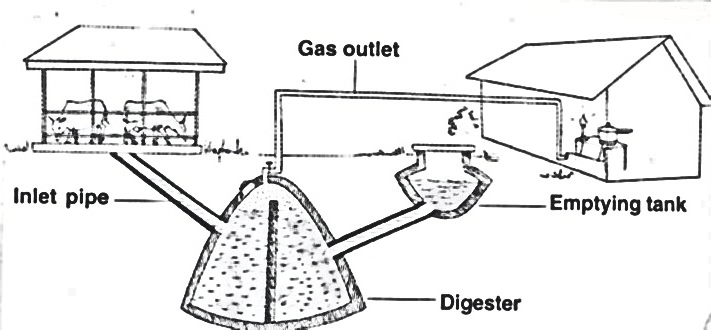 Gas outlet
Inlet pipe
Emptying tank
Digester